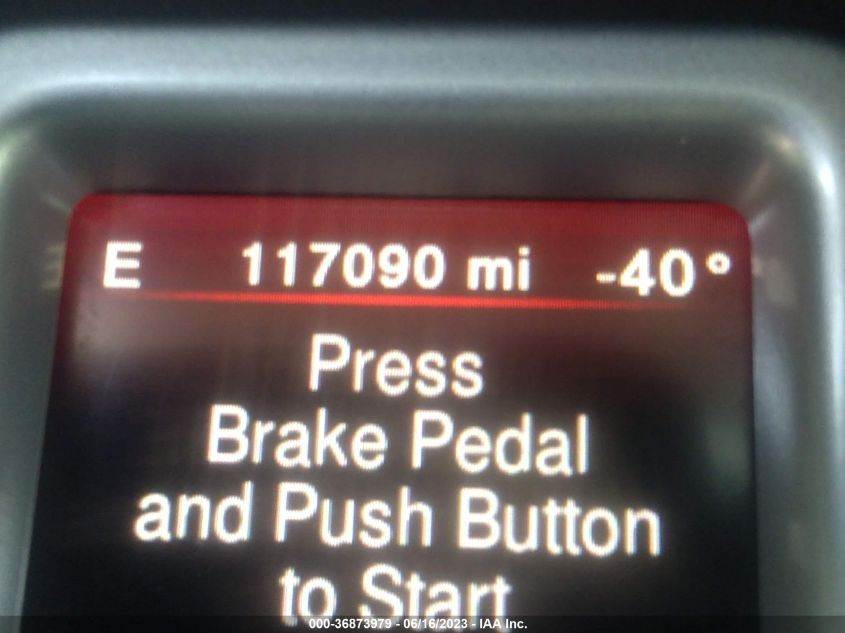 E 117090 mi -40°
Press
Brake Pedal
and Push Button
to Start
000-36873979 - 06/16/2023 - IAA Inc.